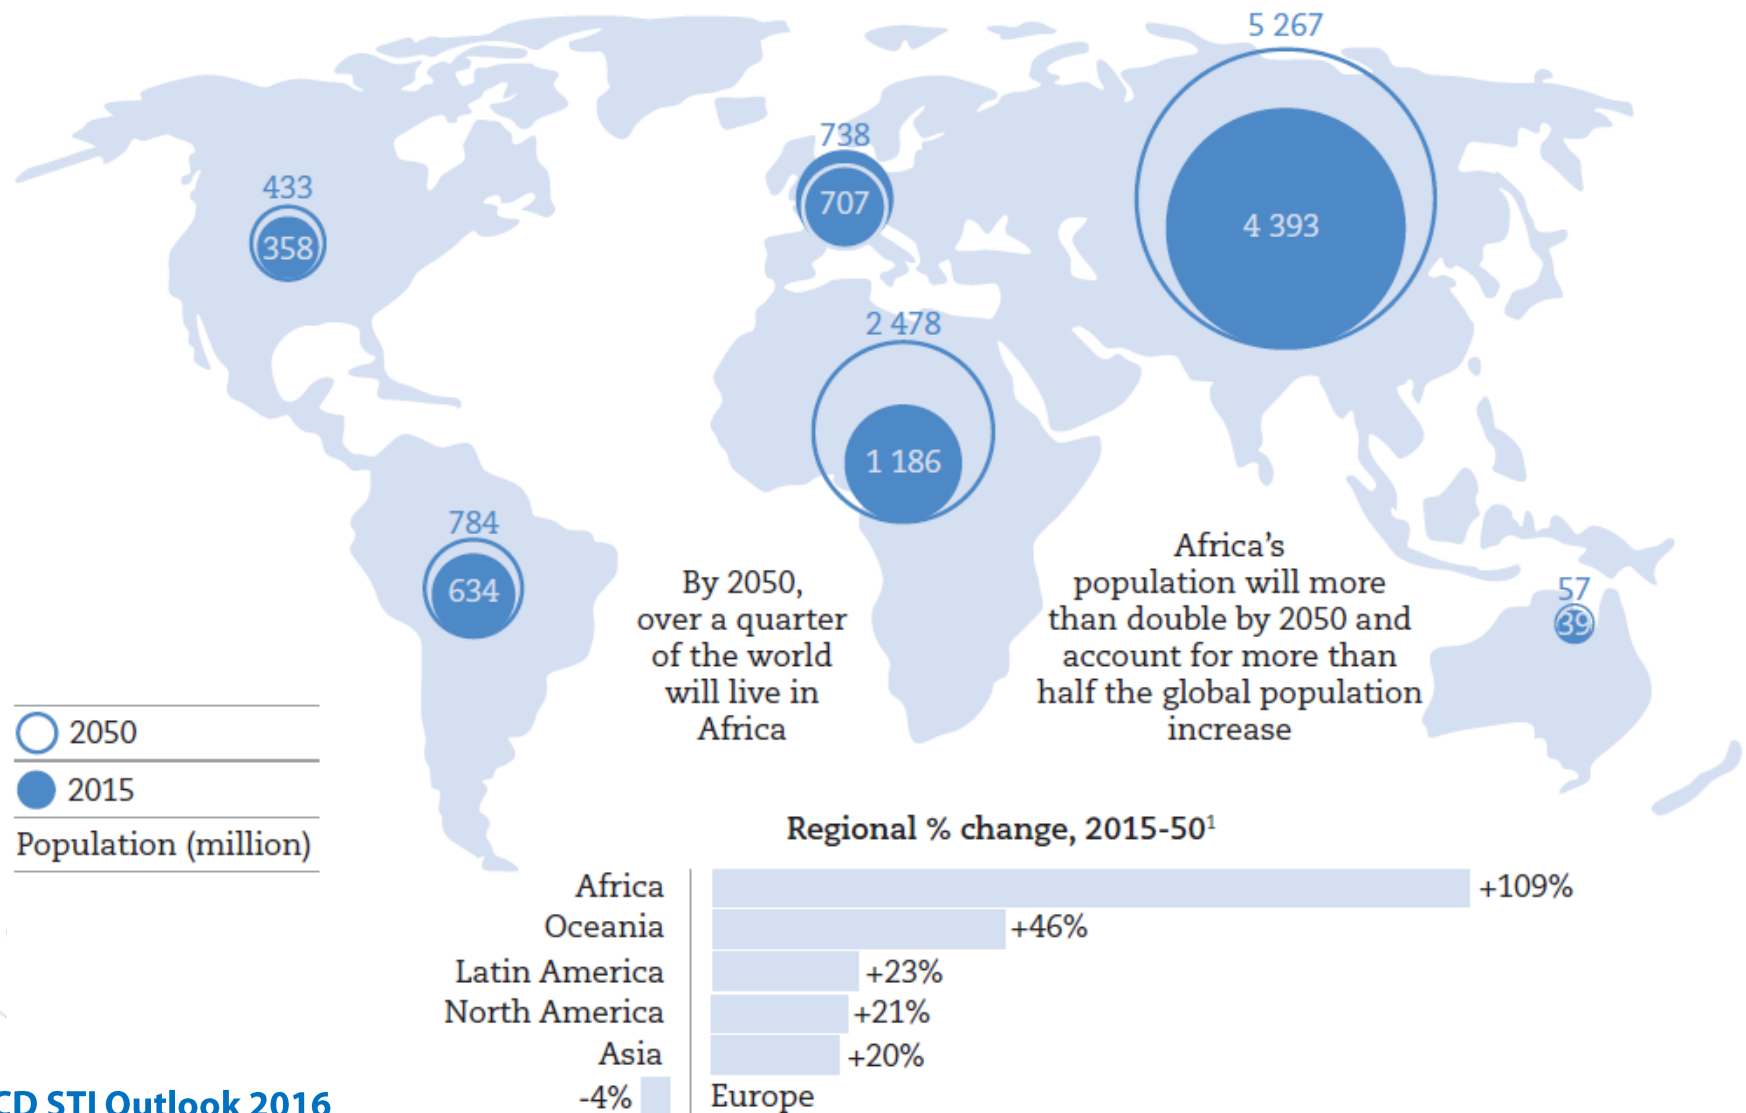 5 267
738
707
433
358
4 393
2 478
1 186
784
634
57
39
By 2050,
over a quarter
of the world
will live in
Africa
Africa's
population will more
than double by 2050 and
account for more than
half the global population
increase
2050
2015
Population (million)
Regional % change, 2015-50¹
Africa +109%
Oceania +46%
Latin America +23%
North America +21%
Asia +20%
-4% Europe
CD STI Outlook 2016